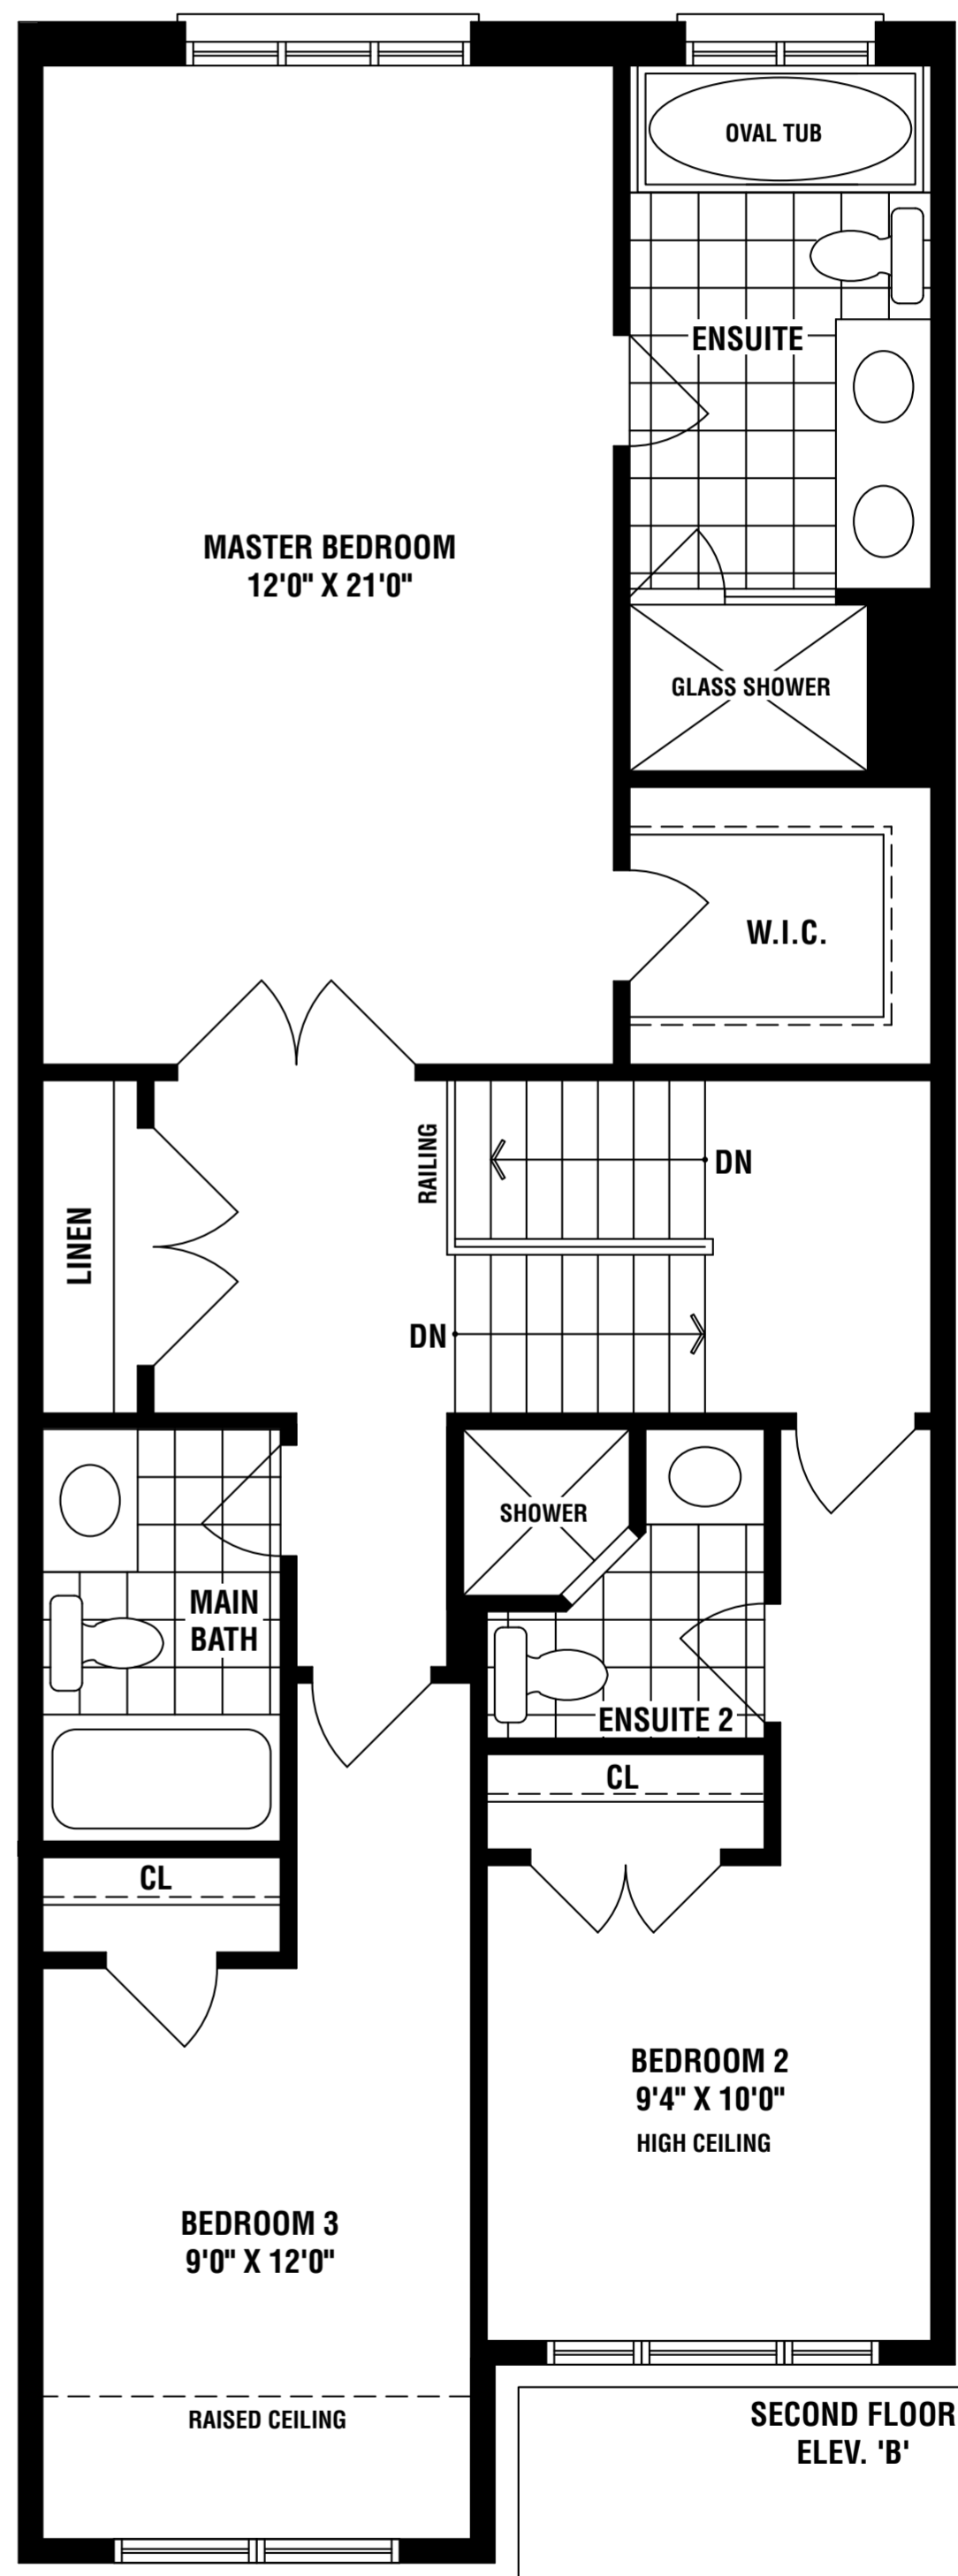 OVAL TUB
ENSUITE
MASTER BEDROOM
12'0" X 21'0"
GLASS SHOWER
W.I.C.
RAILING
DN
LINEN
DN
SHOWER
MAIN
BATH
ENSUITE 2
CL
CL
BEDROOM 2
9'4" X 10'0"
HIGH CEILING
BEDROOM 3
9'0" X 12'0"
RAISED CEILING
SECOND FLOOR
ELEV. 'B'